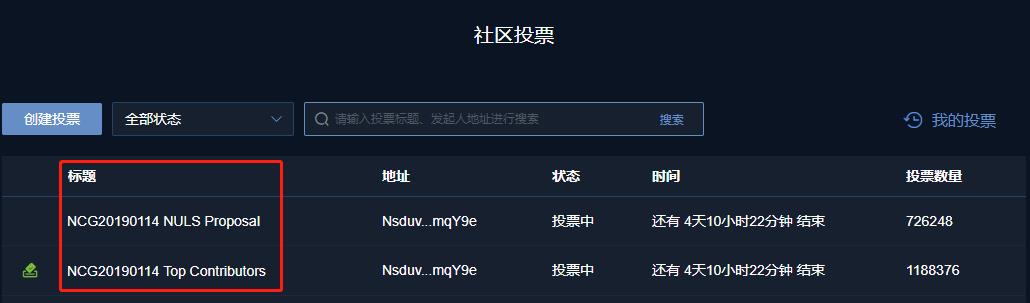 社区投票
创建投票 全部状态 请输入投票标题、发起人地址进行搜索 搜索 我的投票
标题 地址 状态 时间 投票数量
NCG20190114 NULS Proposal Nsduv...mqY9e 投票中 还有 4天10小时22分钟 结束 726248
NCG20190114 Top Contributors Nsduv...mqY9e 投票中 还有 4天10小时22分钟 结束 1188376